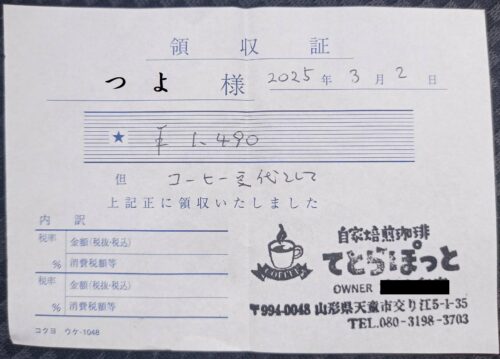 領収証
つよ 様 2025年 3月 2日
★ ¥1,490
但 コーヒー豆代として
上記正に領収いたしました
内訳
税率 金額(税抜・税込)
% 消費税額等
税率 金額(税抜・税込)
% 消費税額等
コクヨ ウケ-1048
COFFEE
自家焙煎珈琲
てとらぽっと
OWNER
〒994-0048 山形県天童市交り江5-1-35
TEL.080-3198-3703